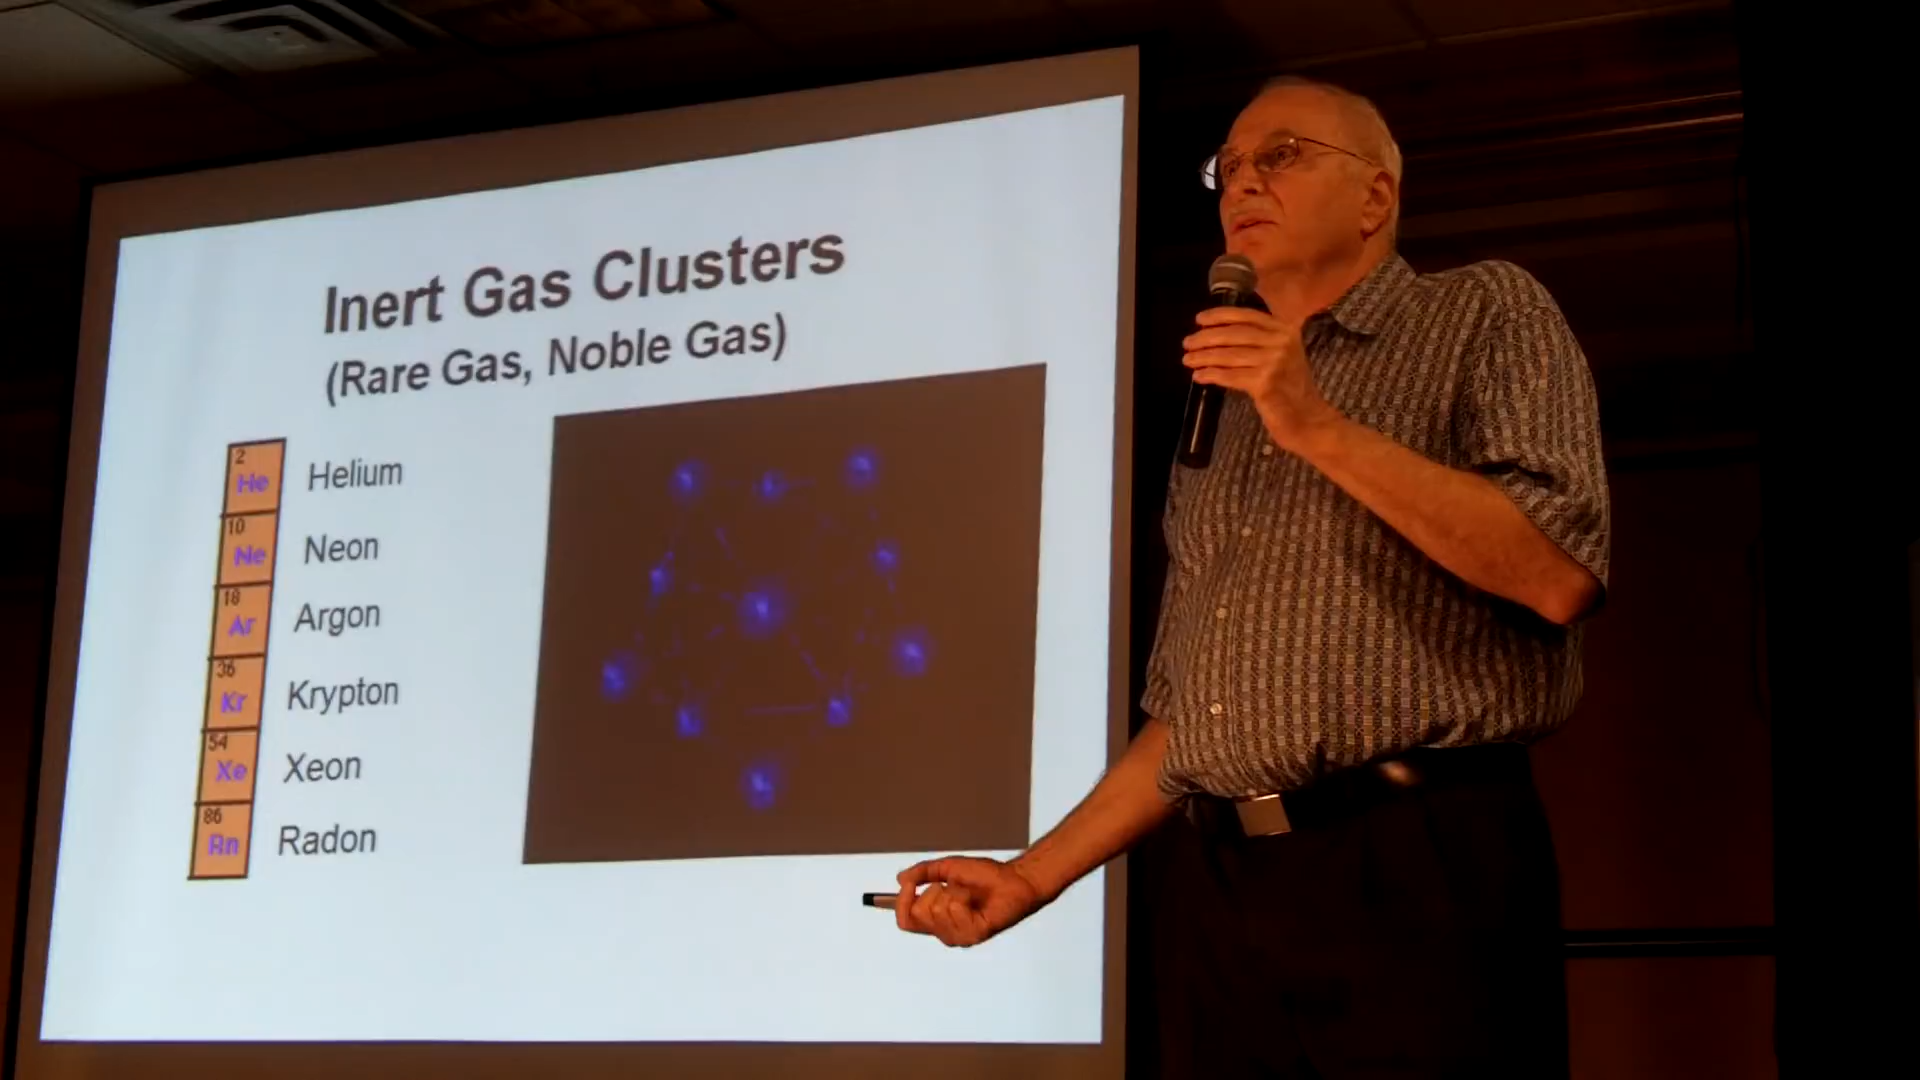 Inert Gas Clusters
(Rare Gas, Noble Gas)
2
He Helium
10
Ne Neon
18
Ar Argon
36
Kr Krypton
54
Xe Xeon
86
Rn Radon